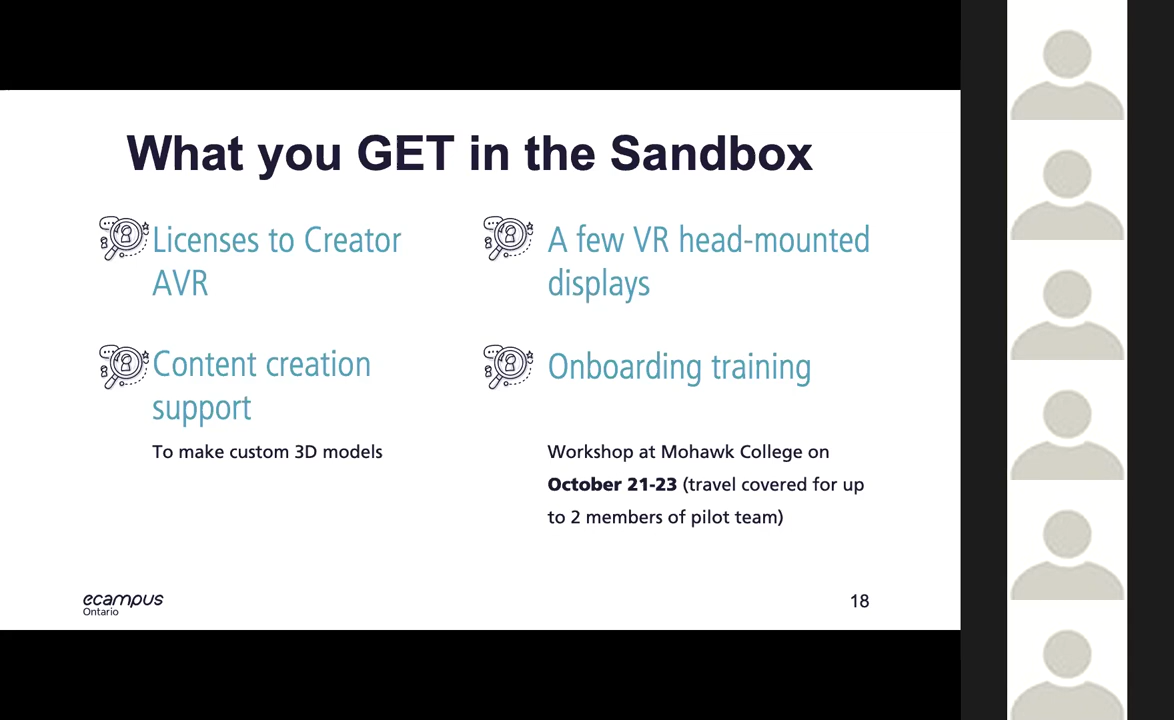 What you GET in the Sandbox
Licenses to Creator
AVR
A few VR head-mounted
displays
Content creation
support
To make custom 3D models
Onboarding training
Workshop at Mohawk College on
October 21-23 (travel covered for up
to 2 members of pilot team)
ecampus
Ontario
18